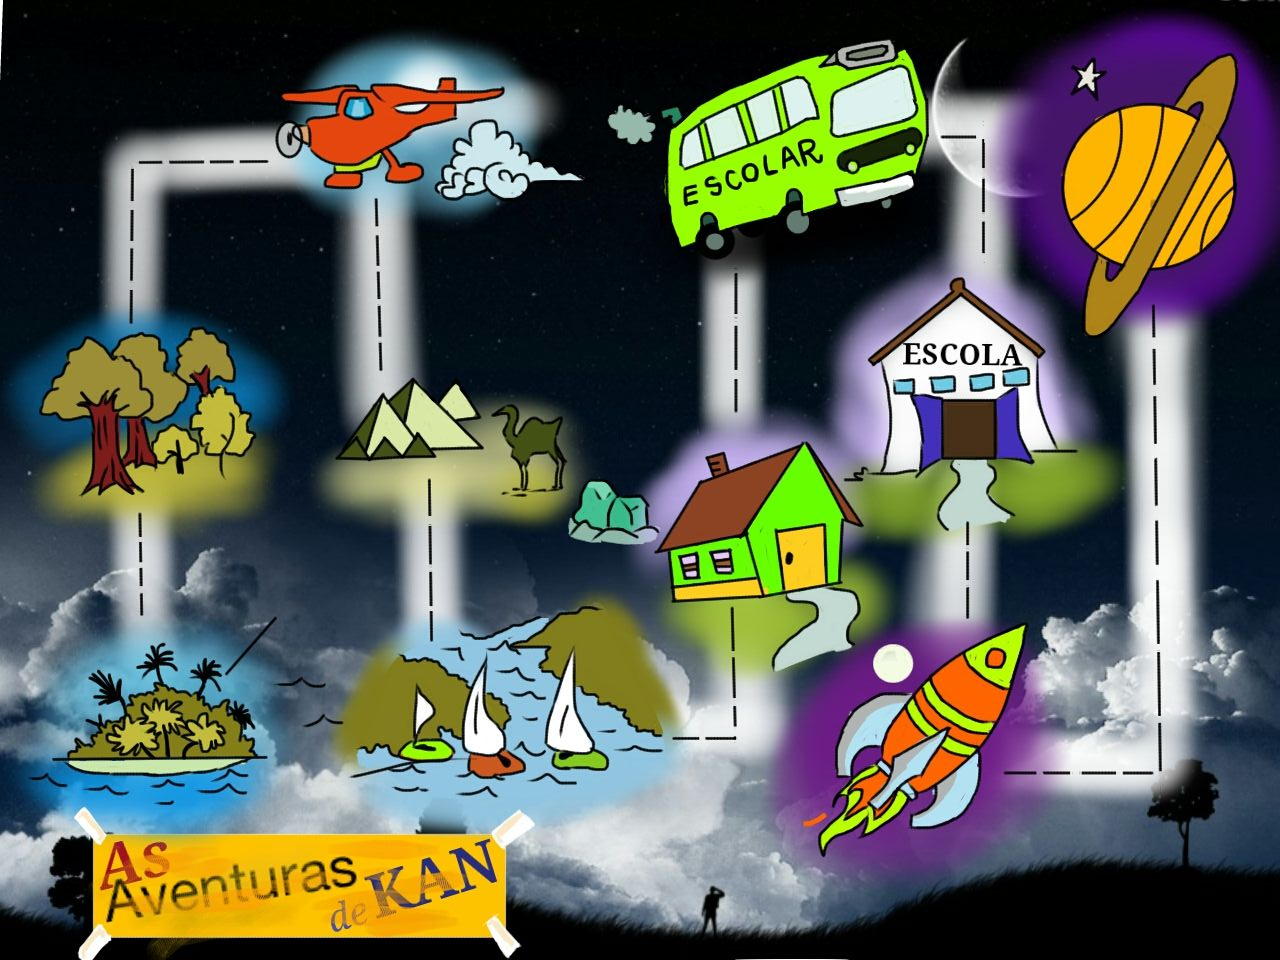 ESCOLAR
ESCOLA
As
Aventuras
de KAN